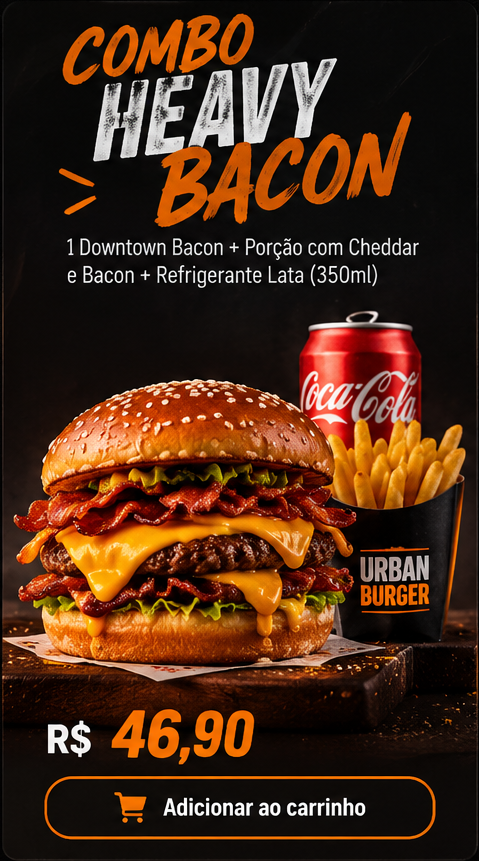 COMBO
HEAVY
BACON
1 Downtown Bacon + Porção com Cheddar
e Bacon + Refrigerante Lata (350ml)
Coca-Cola
URBAN
BURGER
R$ 46,90
Adicionar ao carrinho